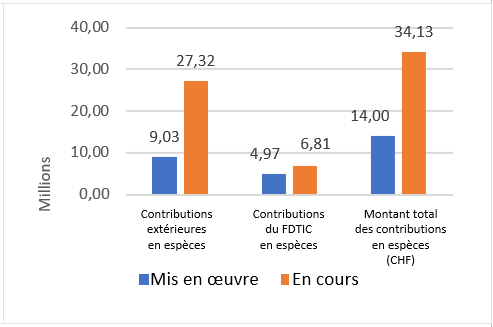 40,00
34,13
30,00
27,32
20,00
14,00
10,00
9,03
4,97
6,81
0,00
Millions
Contributions
extérieures
en espèces
Contributions
du FDTIC
en espèces
Montant total
des contributions
en espèces
(CHF)
Mis en œuvre
En cours